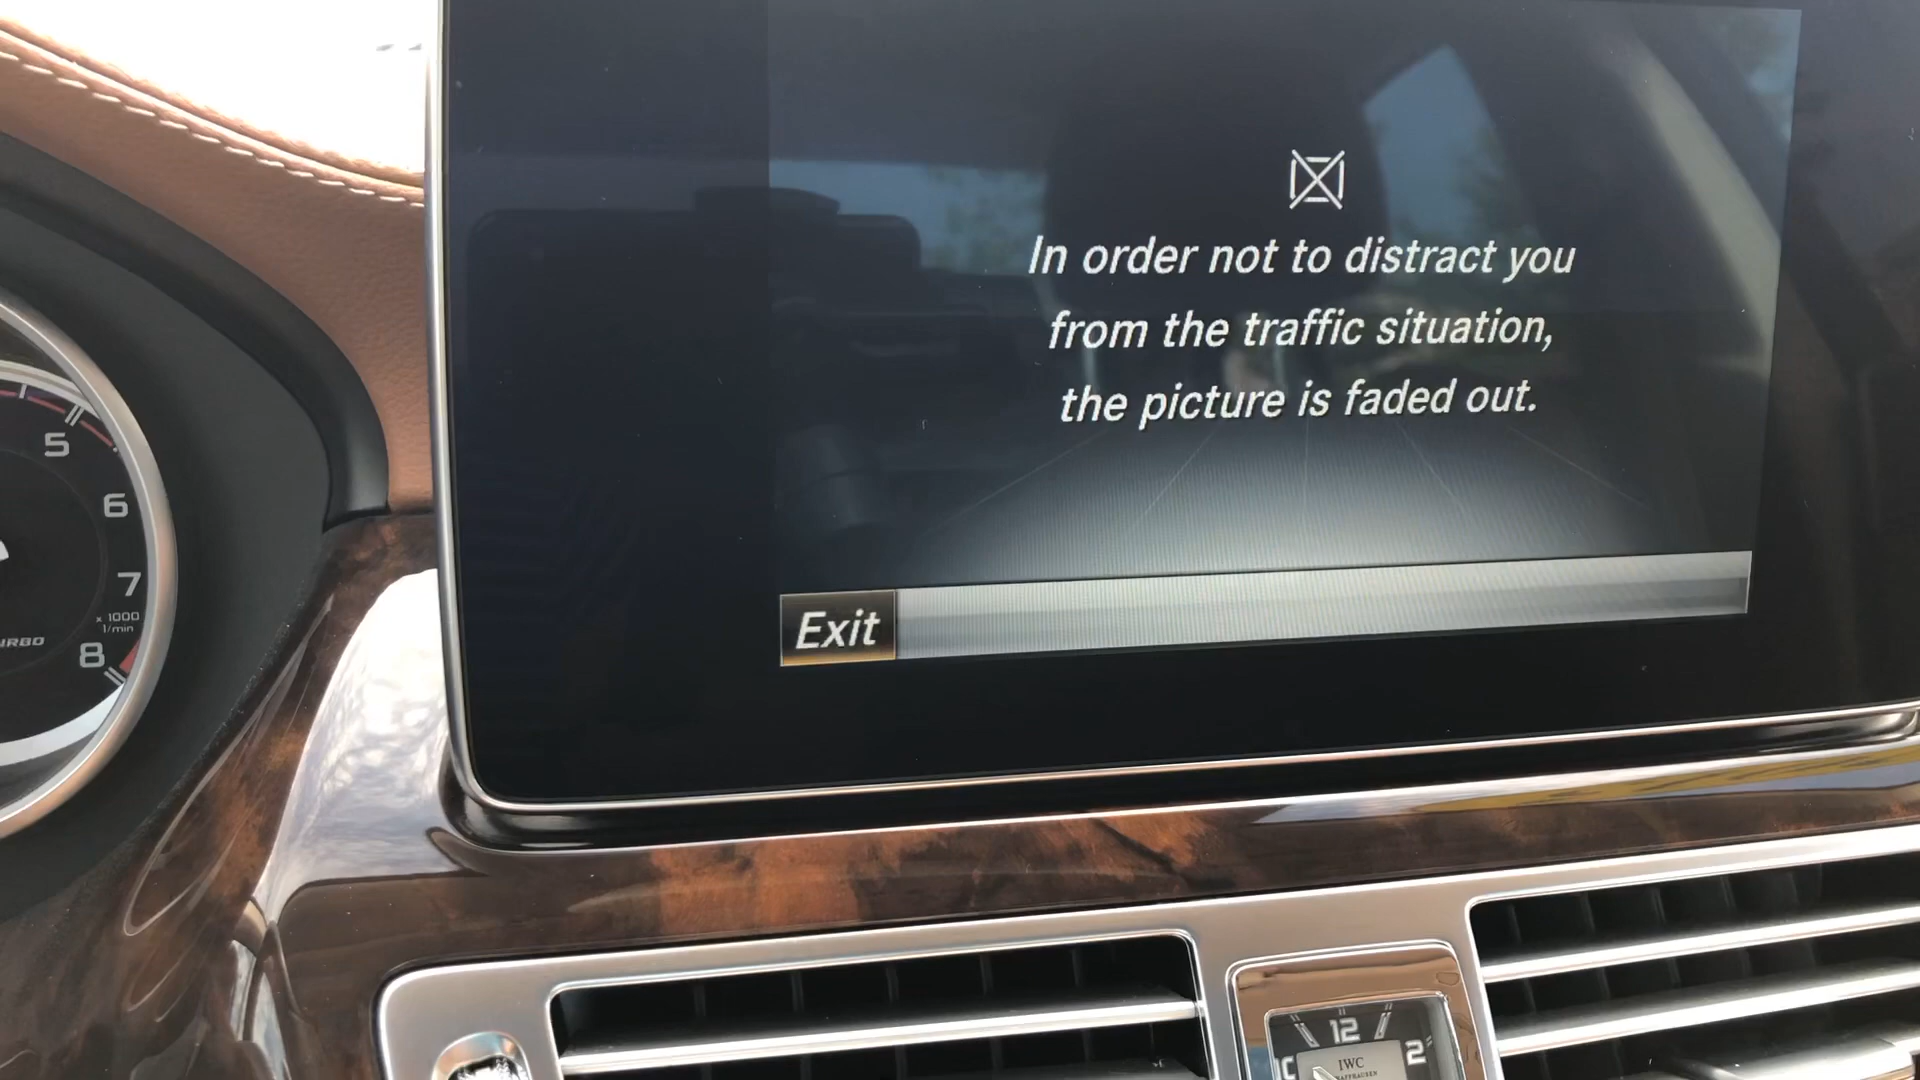 In order not to distract you
from the traffic situation,
the picture is faded out.
Exit
5
6
7
x 1000
1/min
8
12
2
IWC